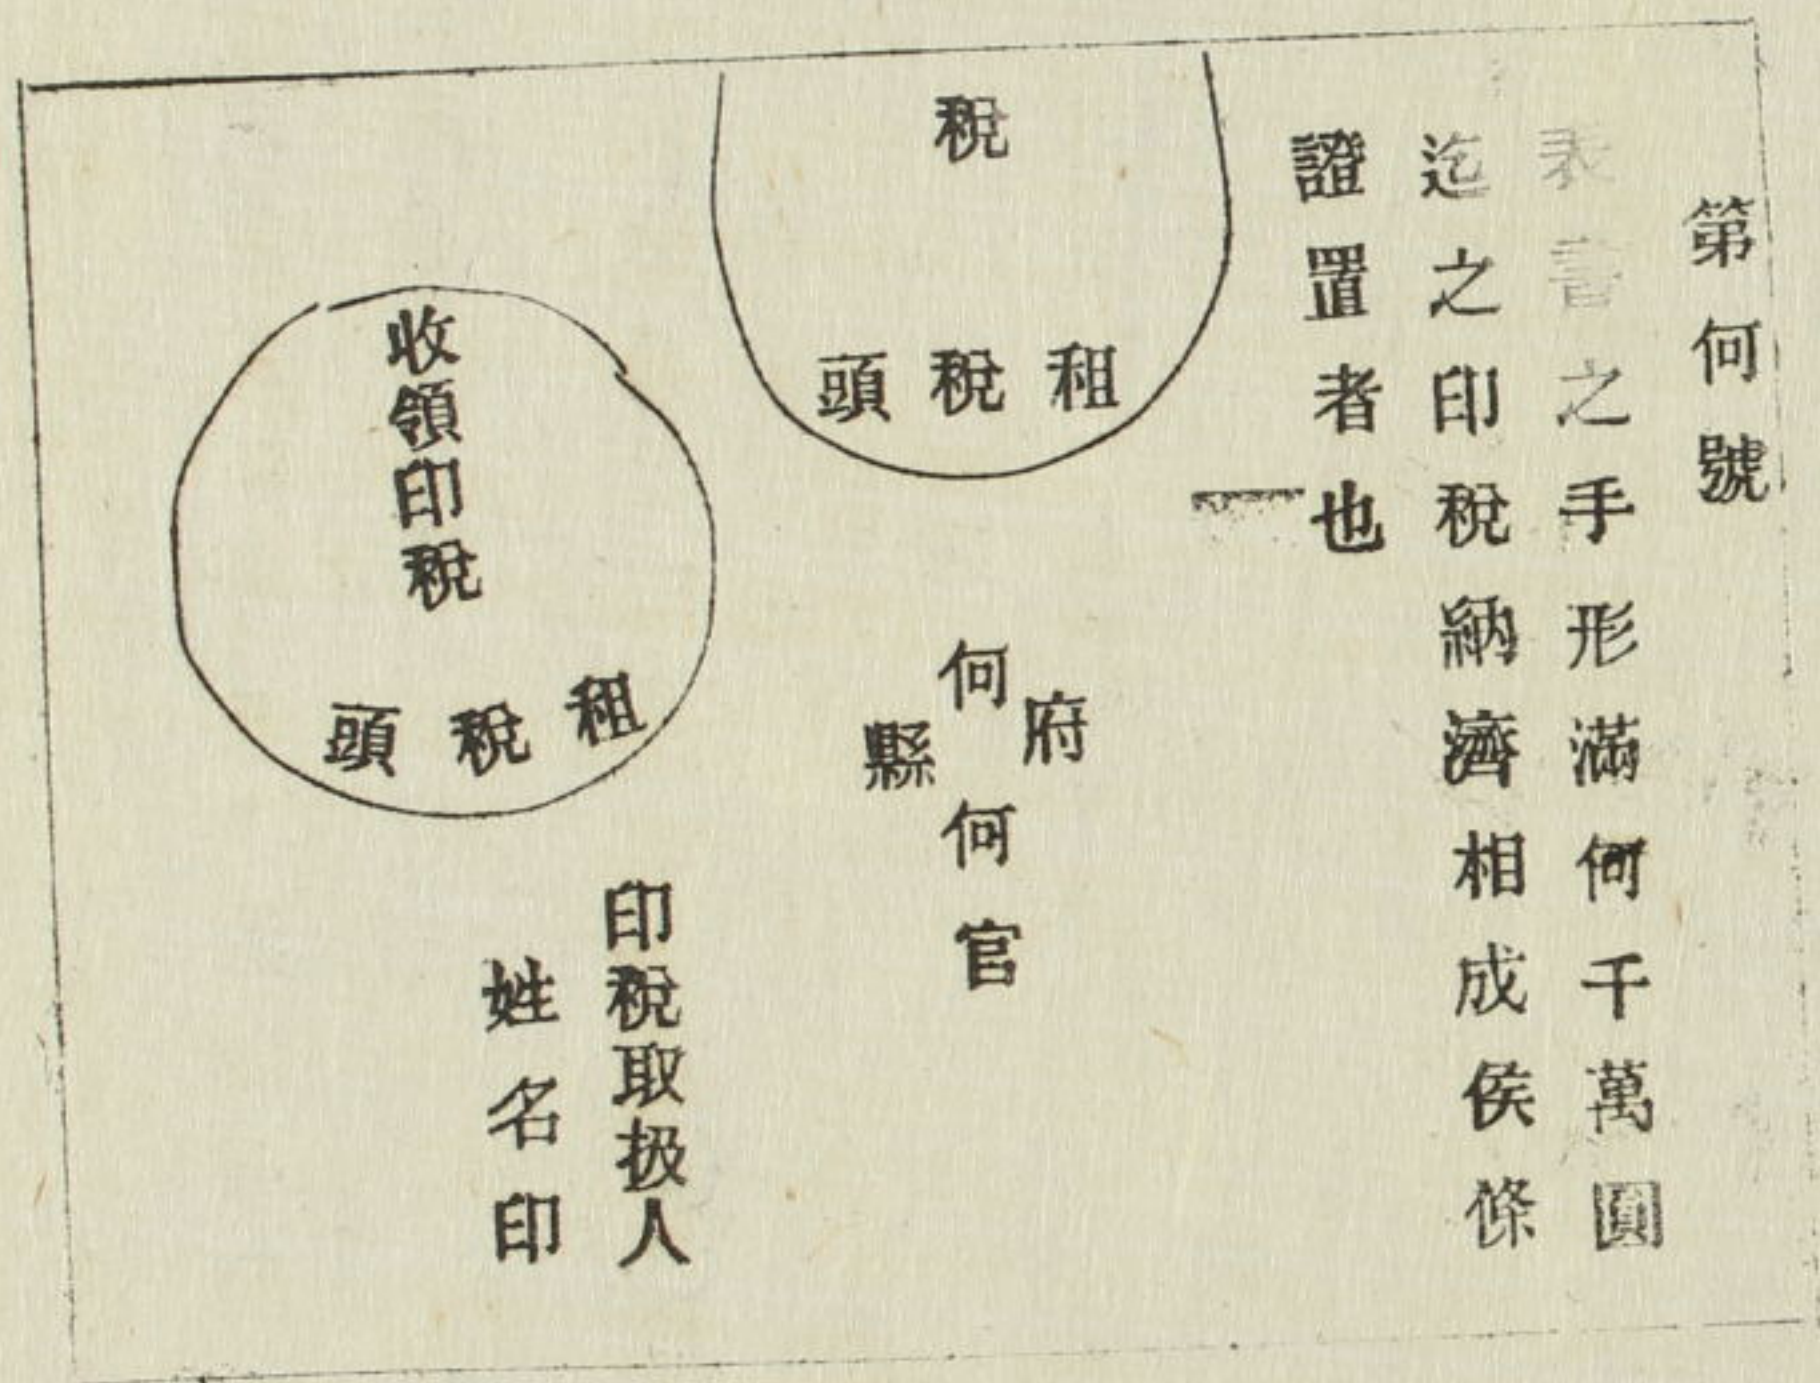 第何號
表書之手形滿何千萬圓
迄之印稅納濟相成侯條
證置者也
稅
租稅頭
何府縣何官
收領印稅
租稅頭
印稅取扱人
姓名印